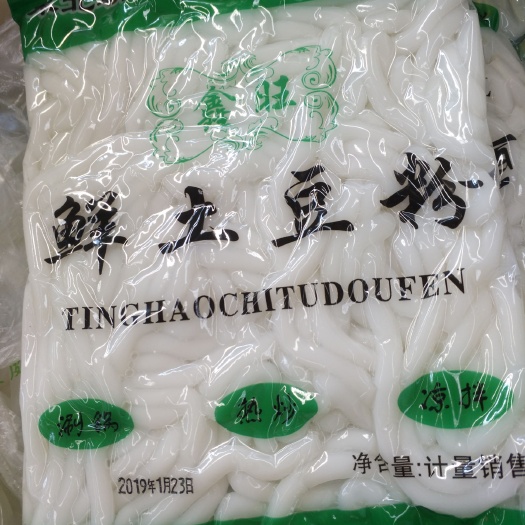 鑫旺
鲜土豆粉
TINGHAOCHITUDOUFEN
涮锅
热炒
凉拌
净含量:计量销售
2019年1月23日